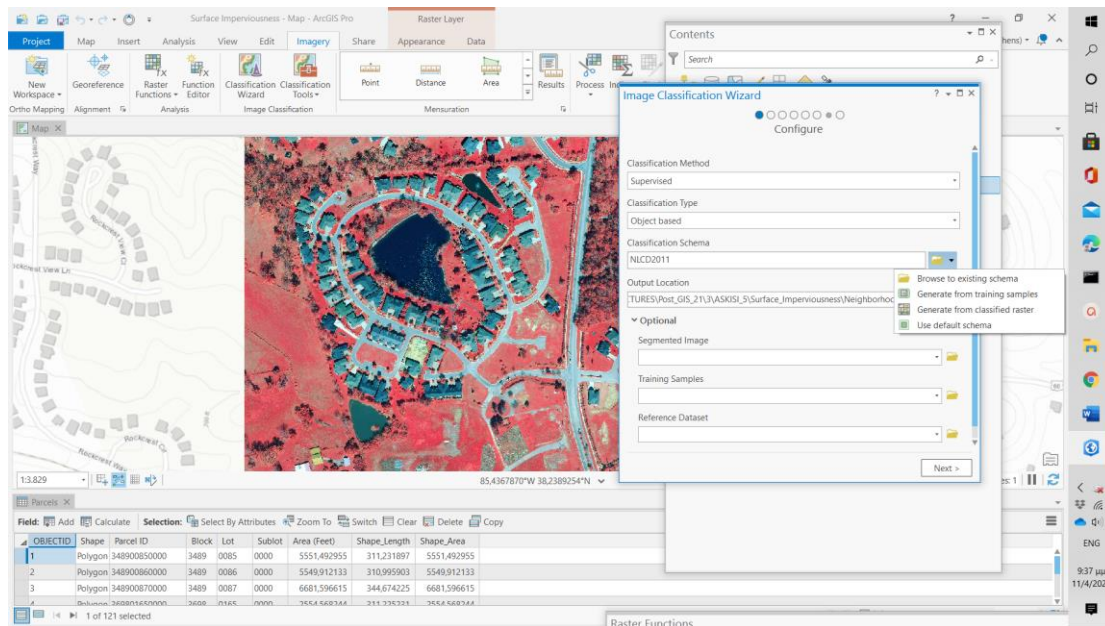 Surface Imperviousness - Map - ArcGIS Pro
Raster Layer
?
Project Map Insert Analysis View Edit Imagery Share Appearance Data
New Workspace
Georeference
Raster Functions
Function Editor
Classification Wizard
Classification Tools
Point
Distance
Area
Results
Process
Ortho Mapping
Alignment
Analysis
Image Classification
Mensuration
Contents
Search
Map
Image Classification Wizard
Configure
Classification Method
Supervised
Classification Type
Object based
Classification Schema
NLCD2011
Browse to existing schema
Generate from training samples
Generate from classified raster
Use default schema
Output Location
TURES\Post_GIS_21\3\ASKISI_5\Surface_Imperviousness\Neighborhoo
Optional
Segmented Image
Training Samples
Reference Dataset
Next >
Rockcrest View Ct
Rockcrest Way
Rockcrest Ct
1:3.829
85,4367870°W 38,2389254°N
Parcels
Field: Add Calculate Selection: Select By Attributes Zoom To Switch Clear Delete Copy
OBJECTID Shape Parcel ID Block Lot Sublot Area (Feet) Shape_Length Shape_Area
1 Polygon 348900850000 3489 0085 0000 5551,492955 311,231897 5551,492955
2 Polygon 348900860000 3489 0086 0000 5549,912133 310,995903 5549,912133
3 Polygon 348900870000 3489 0087 0000 6681,596615 344,674225 6681,596615
1 of 121 selected
Raster Functions
ENG
9:37 μμ